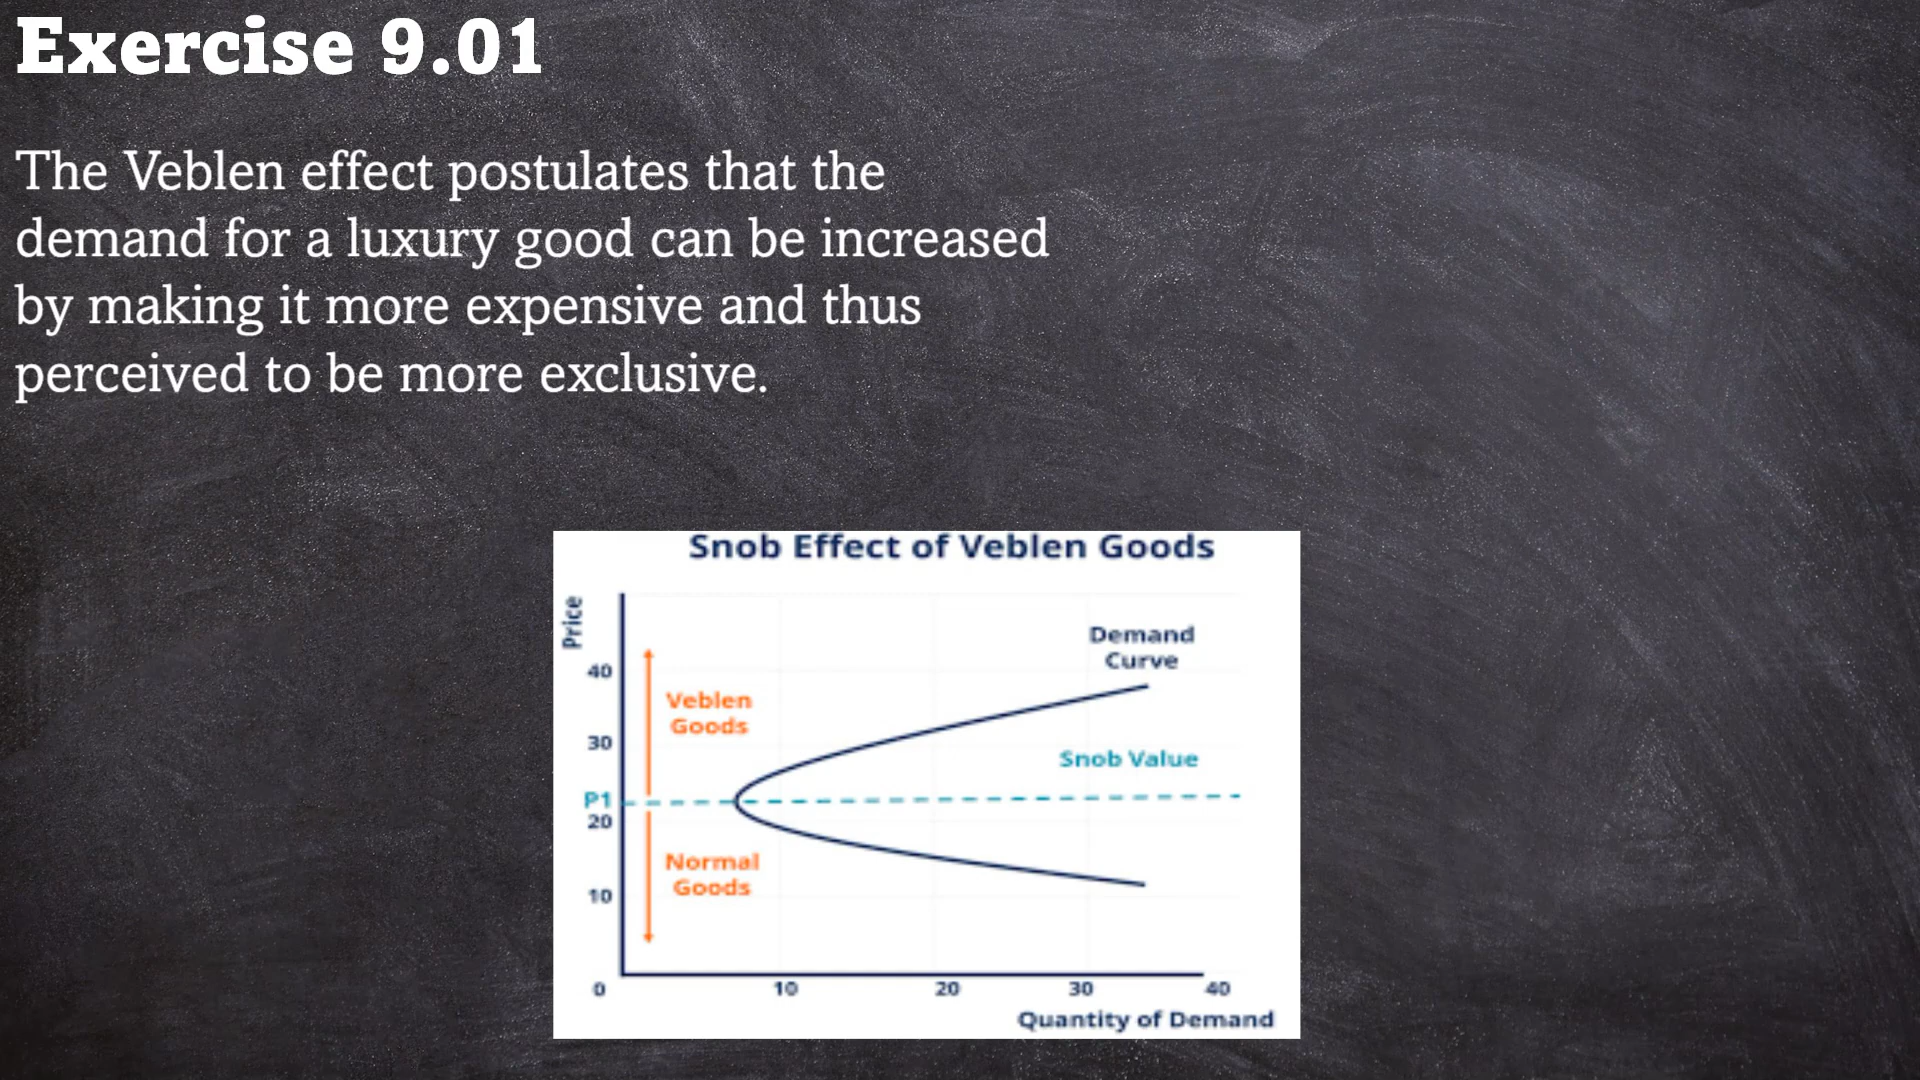 Exercise 9.01
The Veblen effect postulates that the
demand for a luxury good can be increased
by making it more expensive and thus
perceived to be more exclusive.
Snob Effect of Veblen Goods
Price
Demand
Curve
40
Veblen
Goods
30
Snob Value
P1
20
Normal
Goods
10
0 10 20 30 40
Quantity of Demand